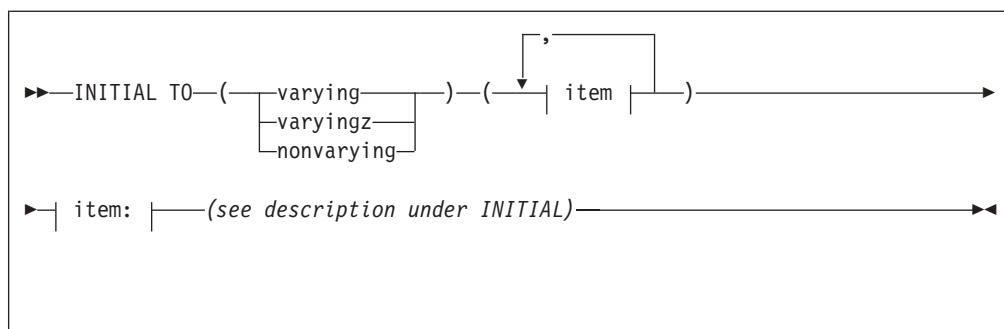 ,
INITIAL TO ( varying ) ( item )
varyingz
nonvarying
item: (see description under INITIAL)